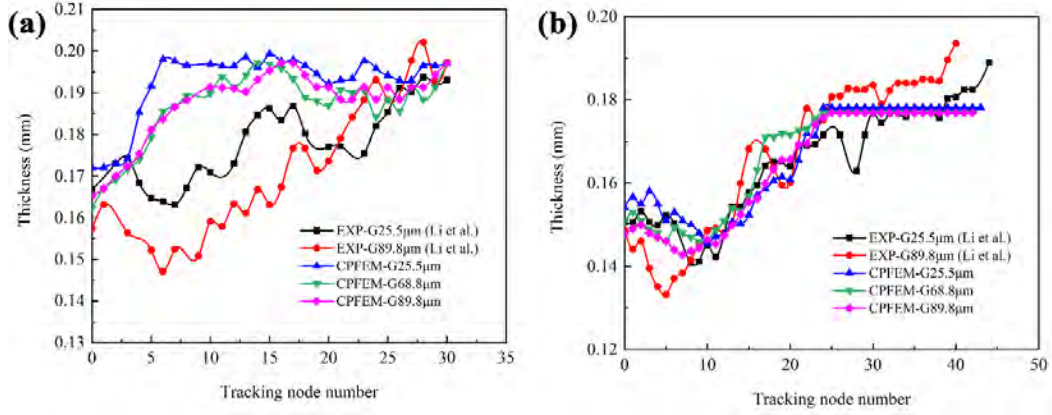 (a)
0.21
0.20
0.19
0.18
0.17
0.16
0.15
0.14
0.13
Thickness (mm)
0 5 10 15 20 25 30 35
Tracking node number
EXP-G25.5μm (Li et al.)
EXP-G89.8μm (Li et al.)
CPFEM-G25.5μm
CPFEM-G68.8μm
CPFEM-G89.8μm
(b)
0.20
0.18
0.16
0.14
0.12
Thickness (mm)
0 10 20 30 40 50
Tracking node number
EXP-G25.5μm (Li et al.)
EXP-G89.8μm (Li et al.)
CPFEM-G25.5μm
CPFEM-G68.8μm
CPFEM-G89.8μm